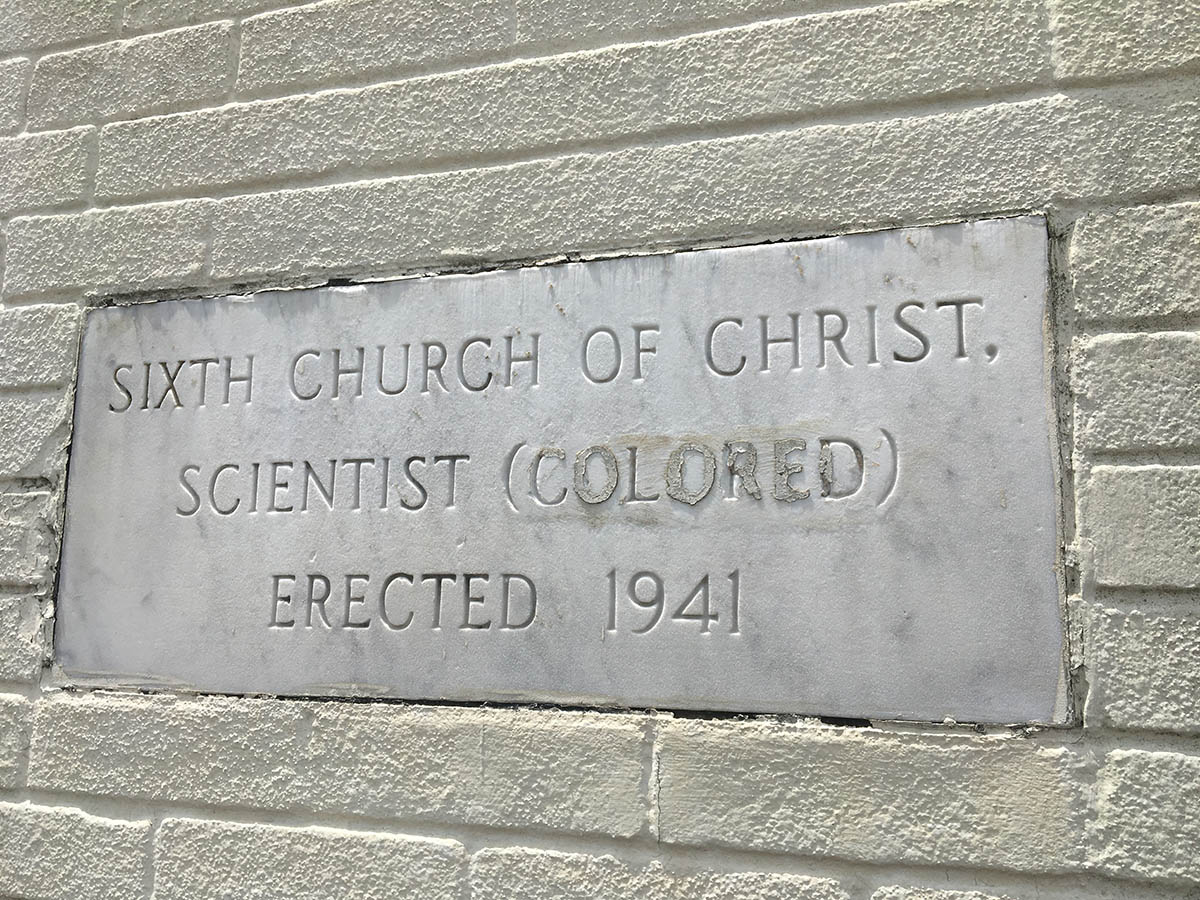 SIXTH CHURCH OF CHRIST,
SCIENTIST (COLORED)
ERECTED 1941